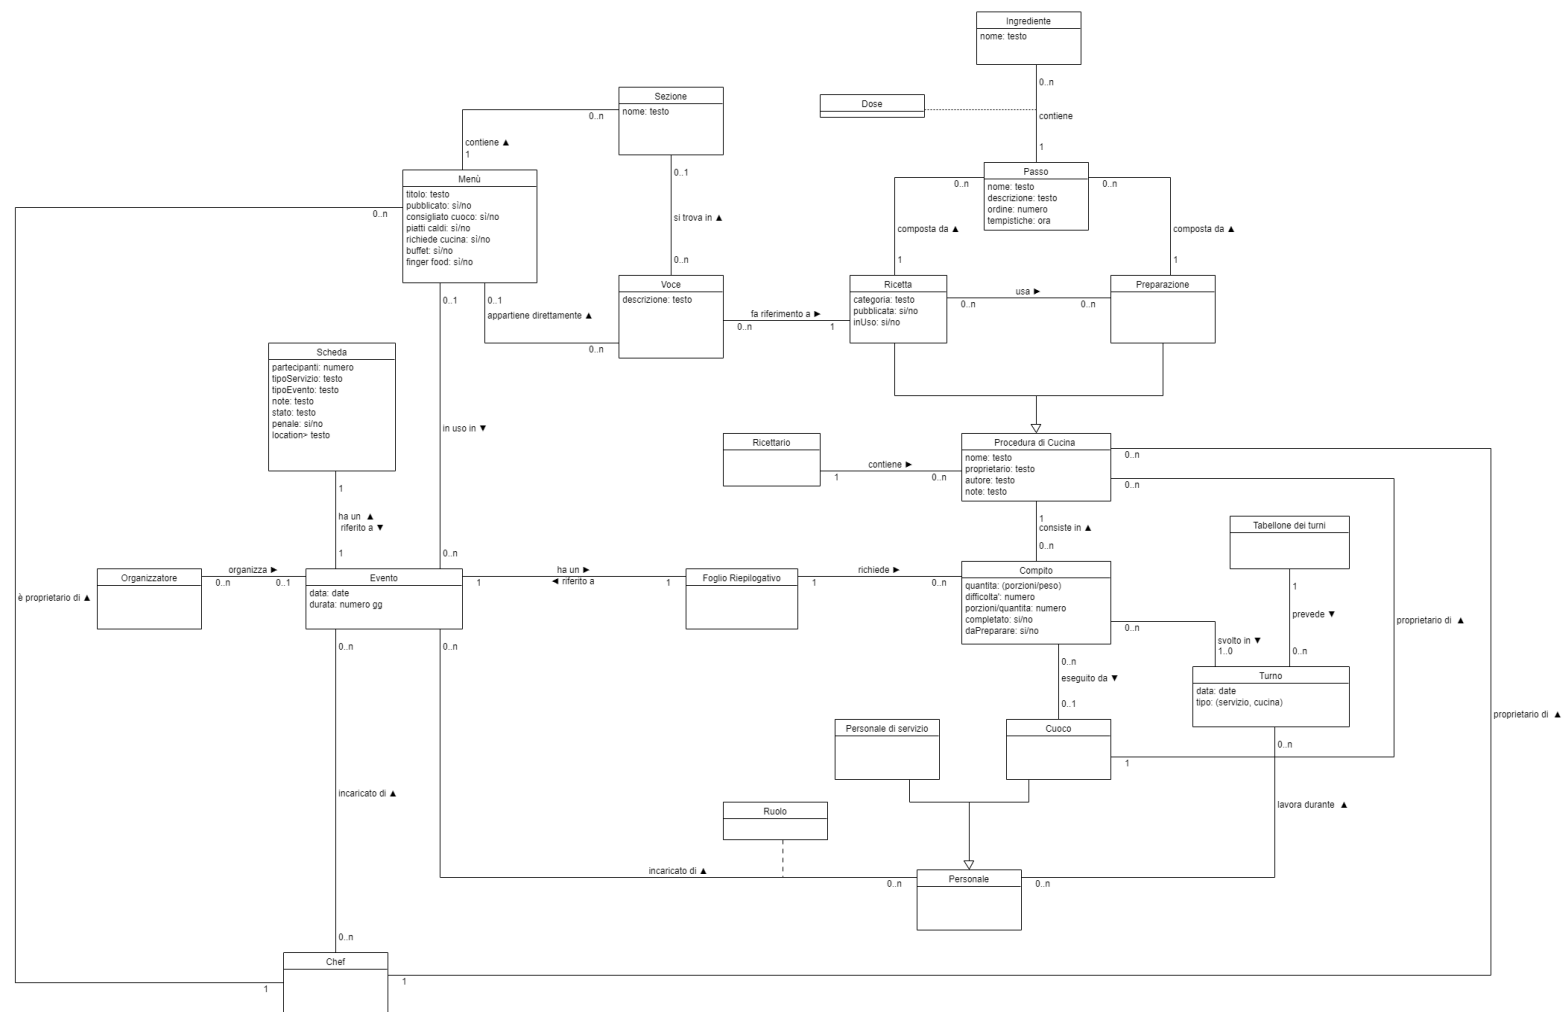 Ingrediente
nome: testo
0..n
contiene
1
Dose
Sezione
nome: testo
0..n
contiene ▲
1
0..1
si trova in ▲
0..n
Menù
titolo: testo
pubblicato: sì/no
consigliato cuoco: sì/no
piatti caldi: sì/no
richiede cucina: sì/no
buffet: sì/no
finger food: sì/no
0..n
0..1
0..1
appartiene direttamente ▲
0..n
Passo
nome: testo
descrizione: testo
ordine: numero
tempistiche: ora
0..n
0..n
composta da ▲
1
composta da ▲
1
Voce
descrizione: testo
fa riferimento a ►
0..n
1
Ricetta
categoria: testo
pubblicata: si/no
inUso: si/no
usa ►
0..n
0..n
Preparazione
Scheda
partecipanti: numero
tipoServizio: testo
tipoEvento: testo
note: testo
stato: testo
penale: si/no
location> testo
1
ha un ▲
riferito a ▼
1
in uso in ▼
0..n
Ricettario
contiene ►
1
0..n
Procedura di Cucina
nome: testo
proprietario: testo
autore: testo
note: testo
0..n
0..n
1
consiste in ▲
0..n
Tabellone dei turni
1
prevede ▼
0..n
Organizzatore
organizza ►
0..n
0..1
Evento
data: date
durata: numero gg
ha un ►
◄ riferito a
1
1
Foglio Riepilogativo
richiede ►
1
0..n
Compito
quantita: (porzioni/peso)
difficolta': numero
porzioni/quantita: numero
completato: si/no
daPreparare: si/no
0..n
svolto in ▼
1..0
0..n
eseguito da ▼
0..1
è proprietario di ▲
proprietario di ▲
proprietario di ▲
Turno
data: date
tipo: (servizio, cucina)
0..n
lavora durante ▲
0..n
0..n
incaricato di ▲
0..n
Personale di servizio
Cuoco
1
Ruolo
incaricato di ▲
0..n
Personale
0..n
Chef
1
1